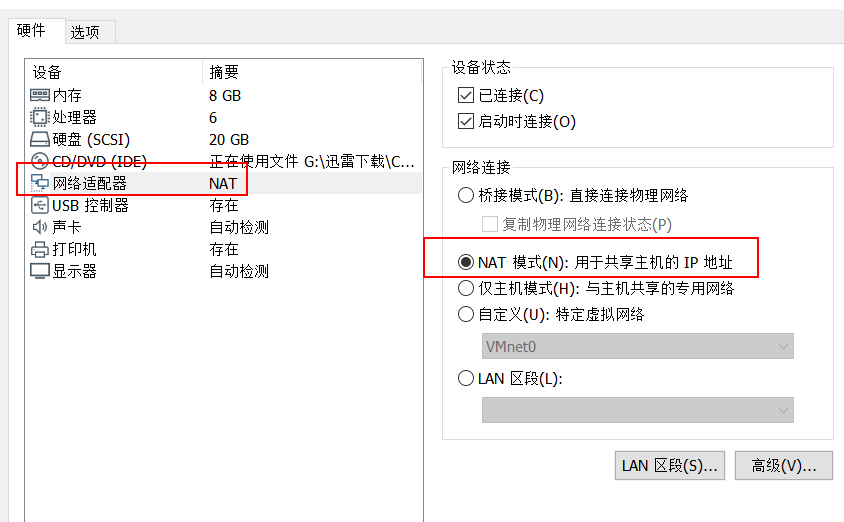 硬件 选项
设备 摘要
内存 8 GB
处理器 6
硬盘 (SCSI) 20 GB
CD/DVD (IDE) 正在使用文件 G:\迅雷下载\C...
网络适配器 NAT
USB 控制器 存在
声卡 自动检测
打印机 存在
显示器 自动检测
设备状态
已连接(C)
启动时连接(O)
网络连接
桥接模式(B): 直接连接物理网络
复制物理网络连接状态(P)
NAT 模式(N): 用于共享主机的 IP 地址
仅主机模式(H): 与主机共享的专用网络
自定义(U): 特定虚拟网络
VMnet0
LAN 区段(L):
LAN 区段(S)... 高级(V)...